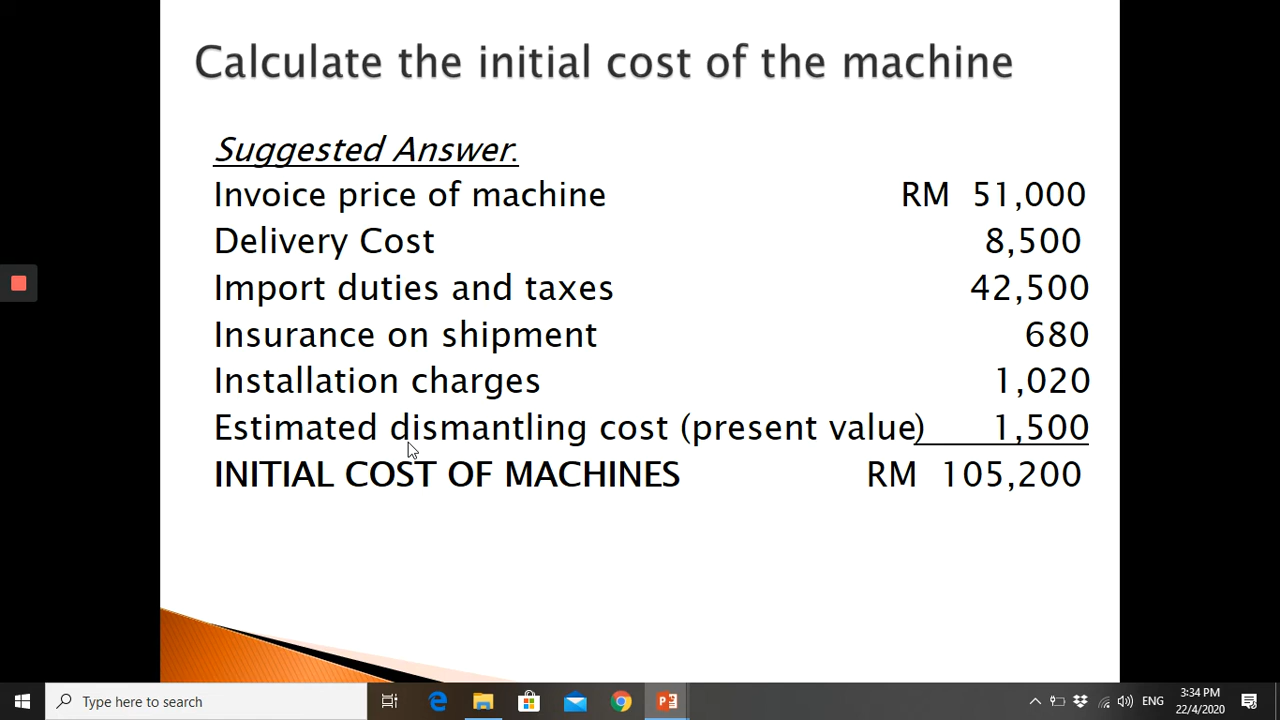 Calculate the initial cost of the machine
Suggested Answer:
Invoice price of machine RM 51,000
Delivery Cost 8,500
Import duties and taxes 42,500
Insurance on shipment 680
Installation charges 1,020
Estimated dismantling cost (present value) 1,500
INITIAL COST OF MACHINES RM 105,200
Type here to search
ENG
3:34 PM
22/4/2020